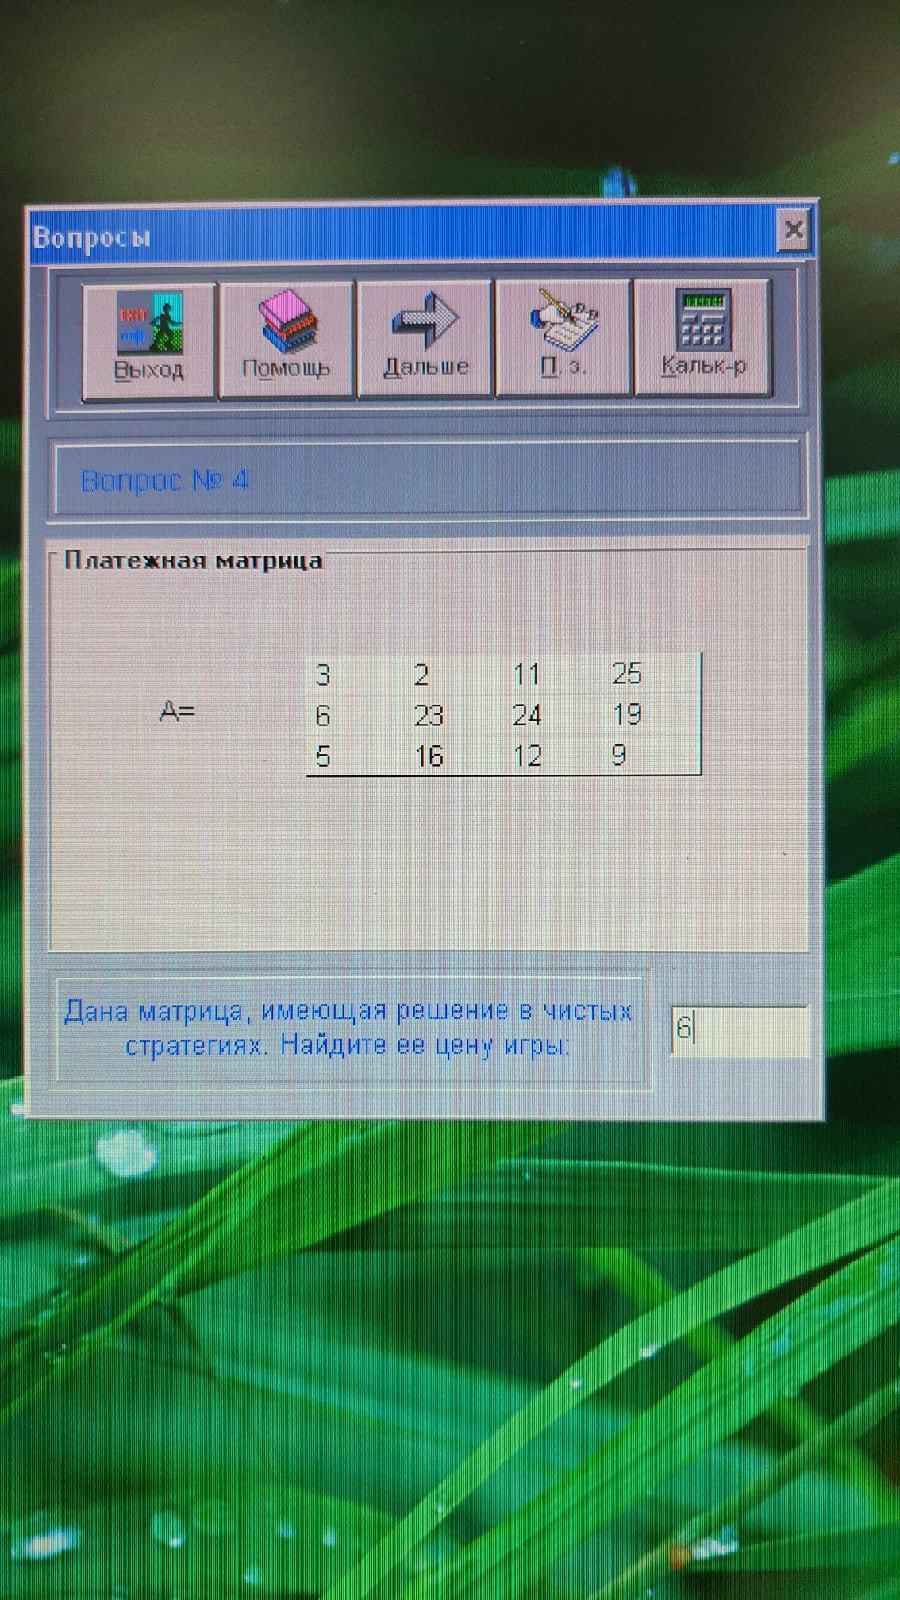 Вопросы
EXIT
Выход Помощь Дальше П. з. Кальк-р
Вопрос № 4
Платежная матрица
3 2 11 25
A= 6 23 24 19
5 16 12 9
Дана матрица, имеющая решение в чистых
стратегиях. Найдите ее цену игры:
6